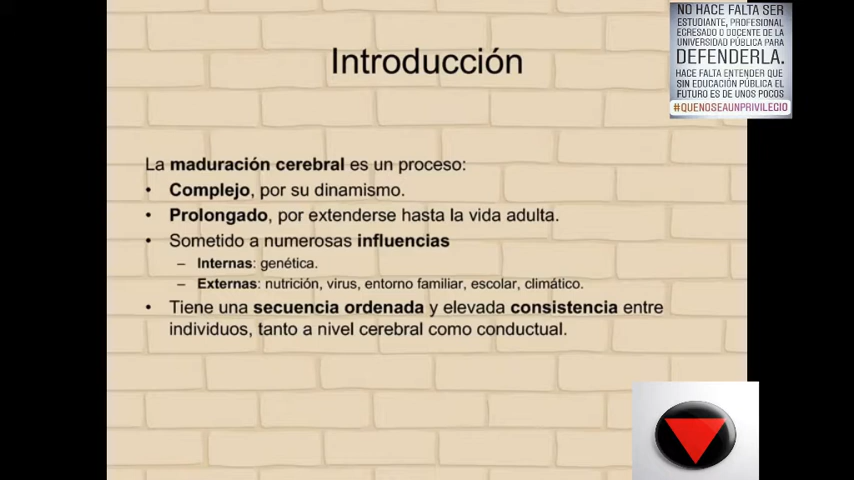 Introducción
NO HACE FALTA SER
ESTUDIANTE, PROFESIONAL
EGRESADO O DOCENTE DE LA
UNIVERSIDAD PÚBLICA PARA
DEFENDERLA.
HACE FALTA ENTENDER QUE
SIN EDUCACIÓN PÚBLICA EL
FUTURO ES DE UNOS POCOS
#QUENOSEAUNPRIVILEGIO
La maduración cerebral es un proceso:
• Complejo, por su dinamismo.
• Prolongado, por extenderse hasta la vida adulta.
• Sometido a numerosas influencias
– Internas: genética.
– Externas: nutrición, virus, entorno familiar, escolar, climático.
• Tiene una secuencia ordenada y elevada consistencia entre
individuos, tanto a nivel cerebral como conductual.